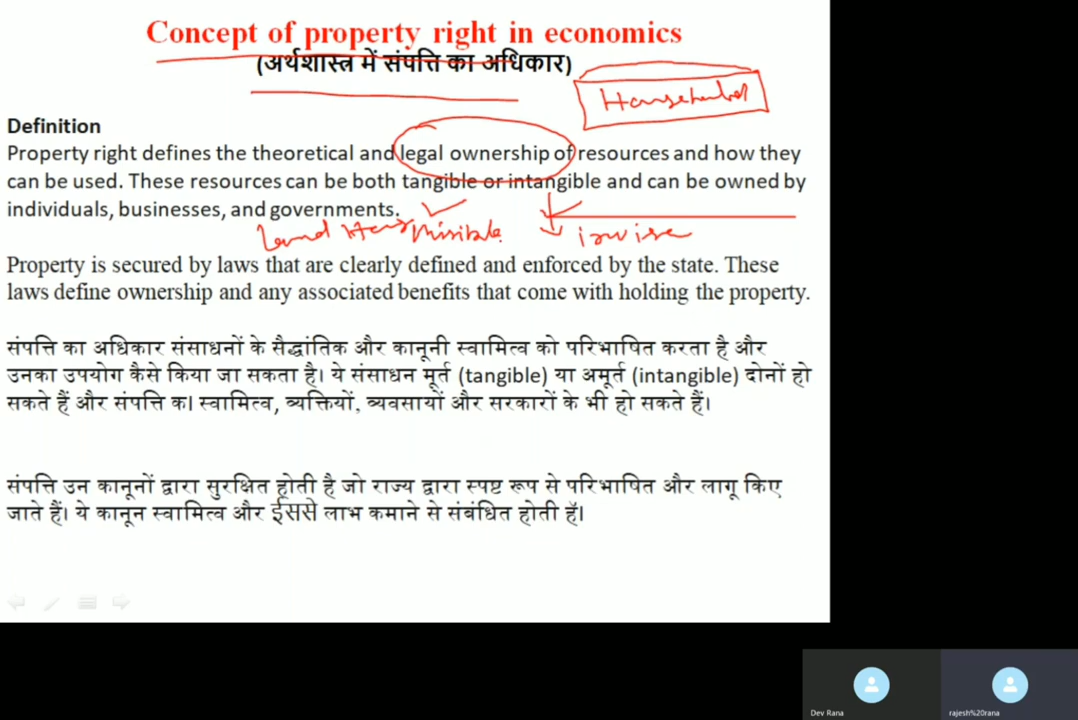 Concept of property right in economics
(अर्थशास्त्र में संपत्ति का अधिकार)
Household
Definition
Property right defines the theoretical and legal ownership of resources and how they
can be used. These resources can be both tangible or intangible and can be owned by
individuals, businesses, and governments.
Land
Property is secured by laws that are clearly defined and enforced by the state. These
laws define ownership and any associated benefits that come with holding the property.
संपत्ति का अधिकार संसाधनों के सैद्धांतिक और कानूनी स्वामित्व को परिभाषित करता है और
उनका उपयोग कैसे किया जा सकता है। ये संसाधन मूर्त (tangible) या अमूर्त (intangible) दोनों हो
सकते हैं और संपत्ति क। स्वामित्व, व्यक्तियों, व्यवसायों और सरकारों के भी हो सकते हैं।
संपत्ति उन कानूनों द्वारा सुरक्षित होती है जो राज्य द्वारा स्पष्ट रूप से परिभाषित और लागू किए
जाते हैं। ये कानून स्वामित्व और ईससे लाभ कमाने से संबंधित होती हॅ।
Dev Rana
rajesh%20rana